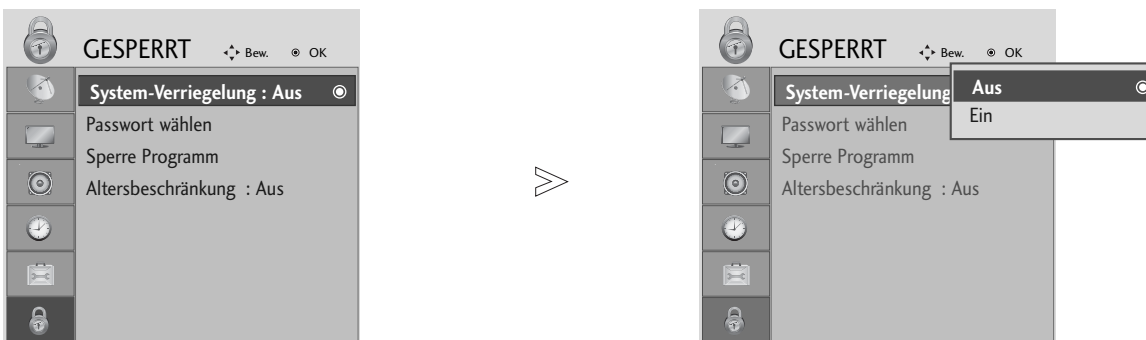 GESPERRT Bew. OK
System-Verriegelung : Aus
Passwort wählen
Sperre Programm
Altersbeschränkung : Aus
GESPERRT Bew. OK
System-Verriegelung
Aus
Ein
Passwort wählen
Sperre Programm
Altersbeschränkung : Aus